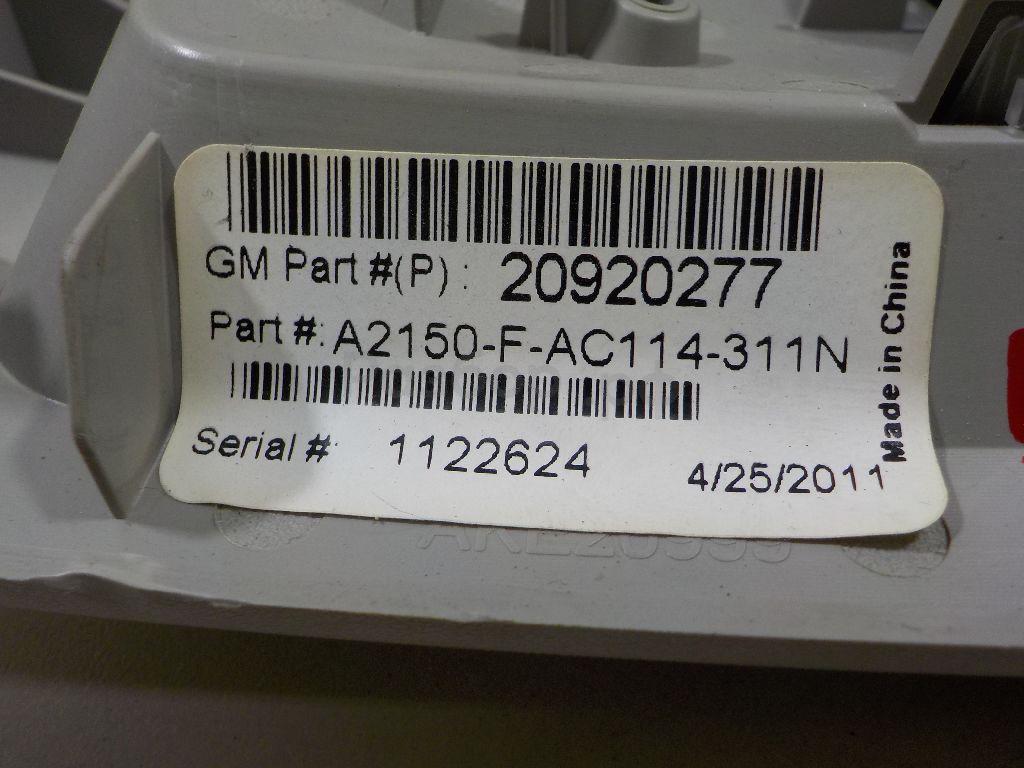 GM Part #(P) : 20920277
Part #: A2150-F-AC114-311N
Serial #: 1122624
4/25/2011
Made in China